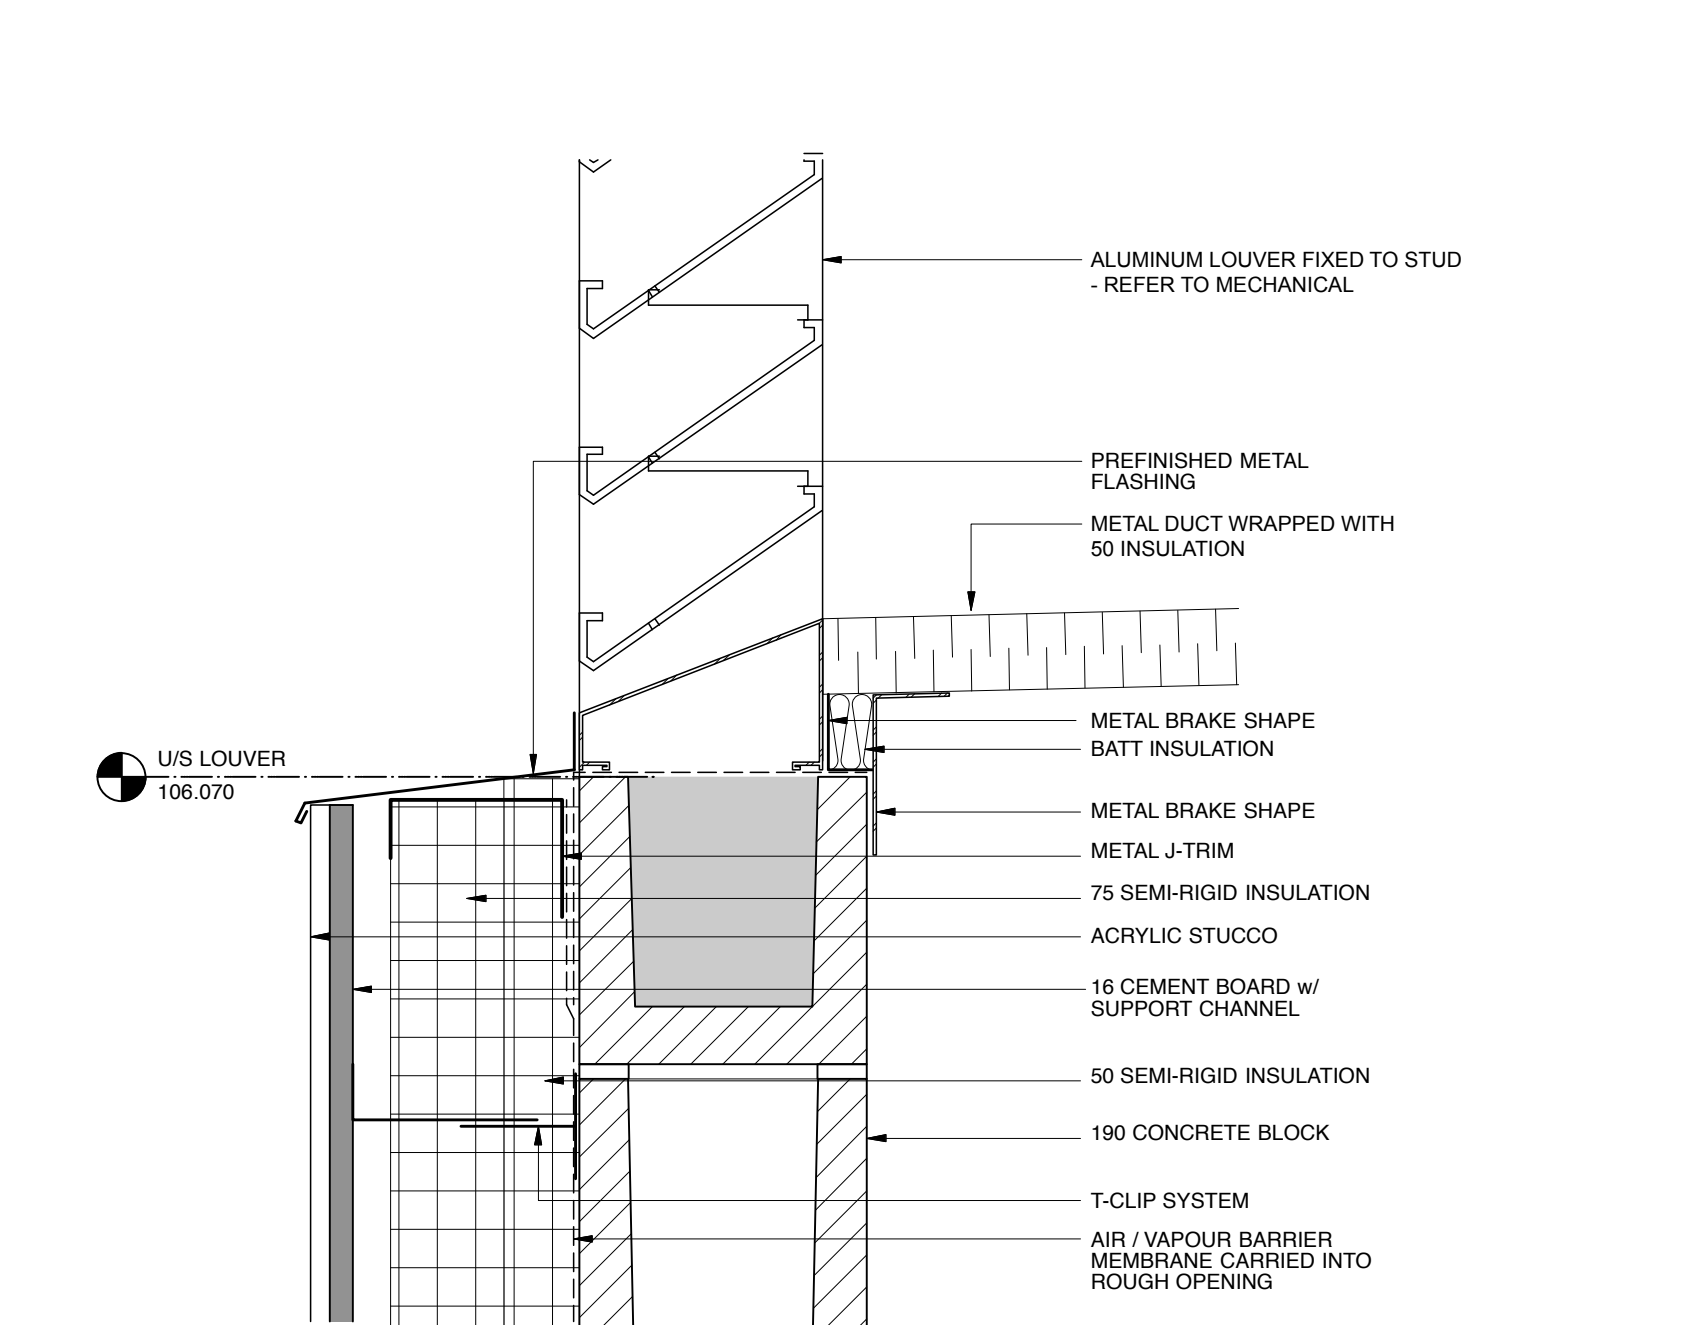 ALUMINUM LOUVER FIXED TO STUD
- REFER TO MECHANICAL
PREFINISHED METAL
FLASHING
METAL DUCT WRAPPED WITH
50 INSULATION
METAL BRAKE SHAPE
BATT INSULATION
U/S LOUVER
106.070
METAL BRAKE SHAPE
METAL J-TRIM
75 SEMI-RIGID INSULATION
ACRYLIC STUCCO
16 CEMENT BOARD w/
SUPPORT CHANNEL
50 SEMI-RIGID INSULATION
190 CONCRETE BLOCK
T-CLIP SYSTEM
AIR / VAPOUR BARRIER
MEMBRANE CARRIED INTO
ROUGH OPENING